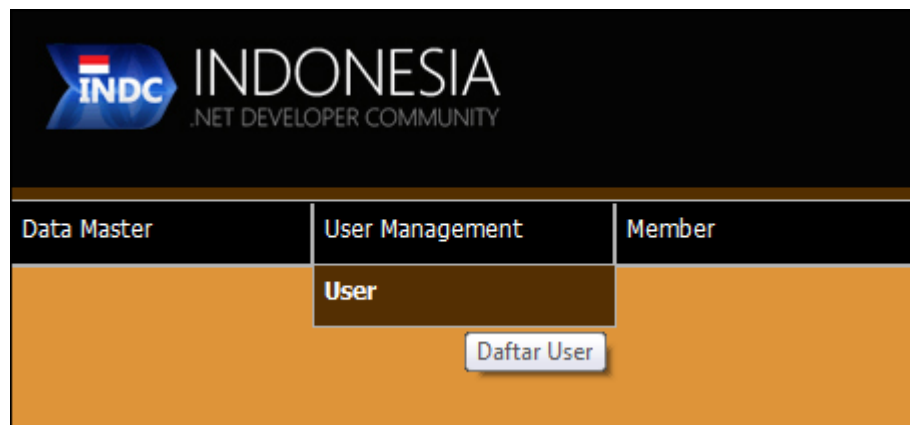 INDC
INDONESIA
.NET DEVELOPER COMMUNITY
Data Master
User Management
Member
User
Daftar User